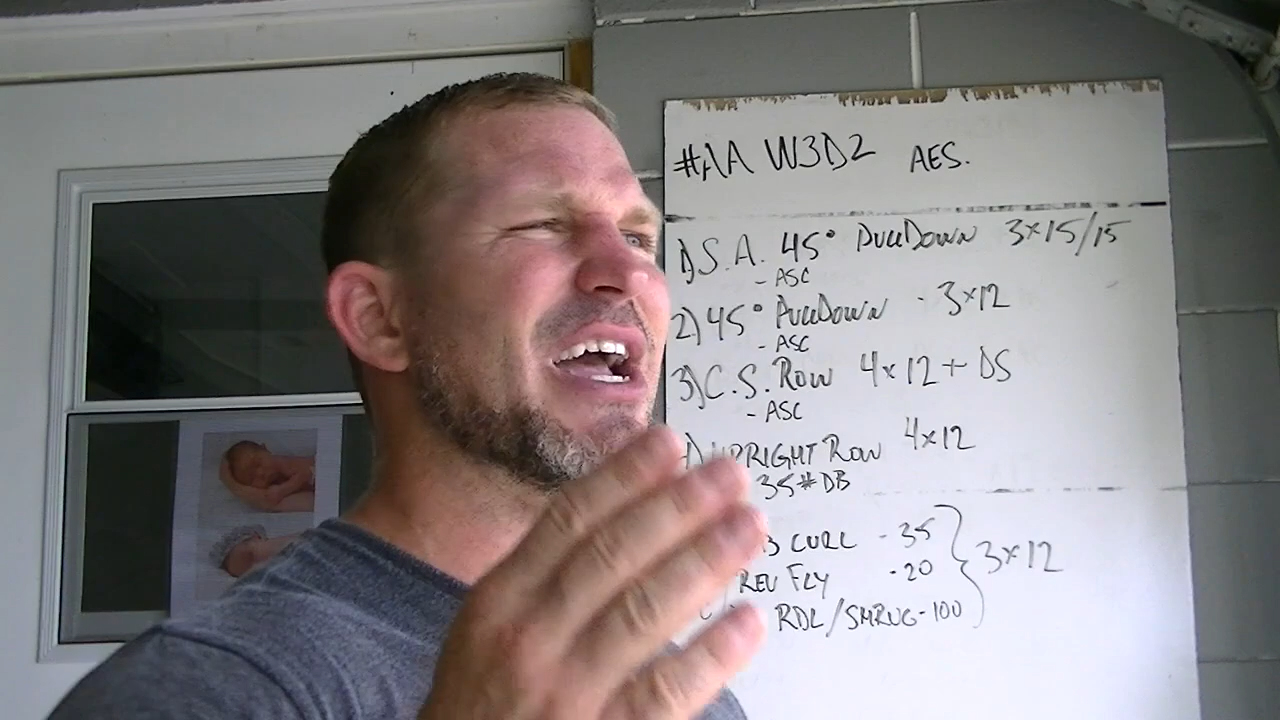 #AA W3D2 AES.
1) S.A. 45° PullDown 3x15/15
- ASC
2) 45° PullDown - 3x12
- ASC
3) C.S. Row 4x12 + DS
- ASC
UPRIGHT ROW 4x12
35# DB
CURL - 35
REV FLY - 20
RDL/SHRUG-100
3x12